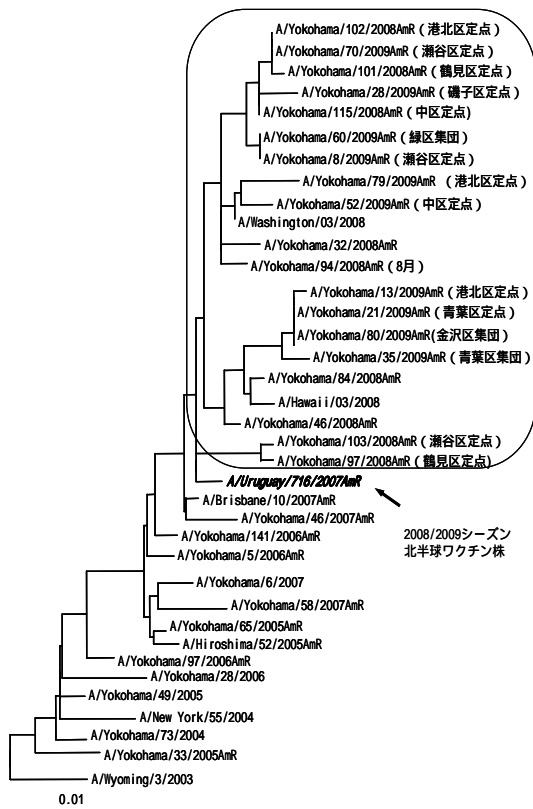 A/Yokohama/102/2008AmR(港北区定点)
A/Yokohama/70/2009AmR(瀬谷区定点)
A/Yokohama/101/2008AmR(鶴見区定点)
A/Yokohama/28/2009AmR(磯子区定点)
A/Yokohama/115/2008AmR(中区定点)
A/Yokohama/60/2009AmR(緑区集団)
A/Yokohama/8/2009AmR(瀬谷区定点)
A/Yokohama/79/2009AmR (港北区定点)
A/Yokohama/52/2009AmR(中区定点)
A/Washington/03/2008
A/Yokohama/32/2008AmR
A/Yokohama/94/2008AmR(8月)
A/Yokohama/13/2009AmR(港北区定点)
A/Yokohama/21/2009AmR(青葉区定点)
A/Yokohama/80/2009AmR(金沢区集団)
A/Yokohama/35/2009AmR(青葉区集団)
A/Yokohama/84/2008AmR
A/Hawaii/03/2008
A/Yokohama/46/2008AmR
A/Yokohama/103/2008AmR(瀬谷区定点)
A/Yokohama/97/2008AmR(鶴見区定点)
A/Uruguay/716/2007AmR
A/Brisbane/10/2007AmR
A/Yokohama/46/2007AmR
2008/2009シーズン
北半球ワクチン株
A/Yokohama/141/2006AmR
A/Yokohama/5/2006AmR
A/Yokohama/6/2007
A/Yokohama/58/2007AmR
A/Yokohama/65/2005AmR
A/Hiroshima/52/2005AmR
A/Yokohama/97/2006AmR
A/Yokohama/28/2006
A/Yokohama/49/2005
A/New York/55/2004
A/Yokohama/73/2004
A/Yokohama/33/2005AmR
A/Wyoming/3/2003
0.01